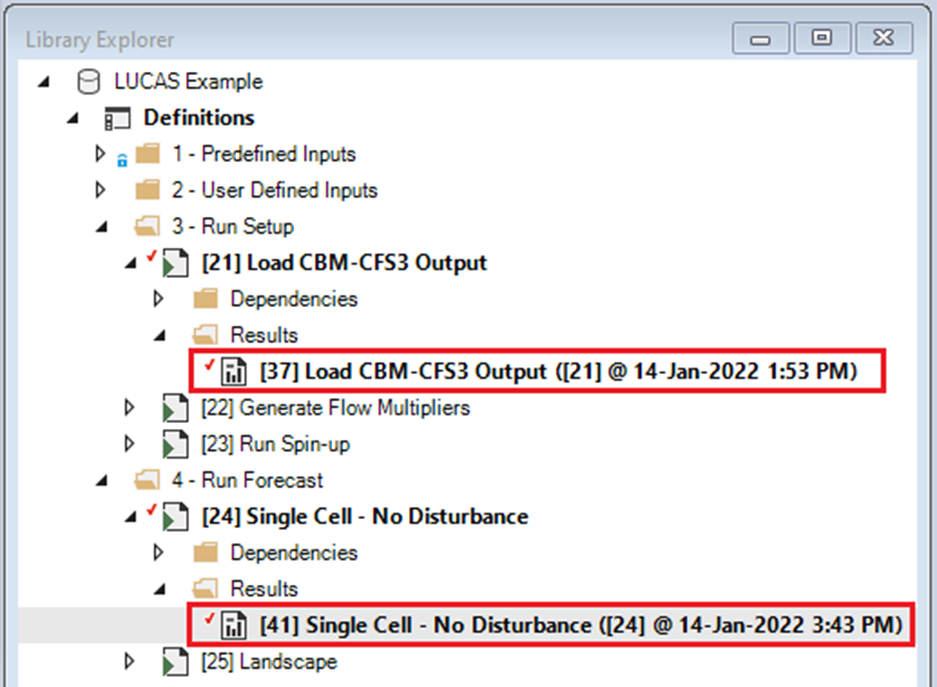 Library Explorer
LUCAS Example
Definitions
1 - Predefined Inputs
2 - User Defined Inputs
3 - Run Setup
[21] Load CBM-CFS3 Output
Dependencies
Results
[37] Load CBM-CFS3 Output ([21] @ 14-Jan-2022 1:53 PM)
[22] Generate Flow Multipliers
[23] Run Spin-up
4 - Run Forecast
[24] Single Cell - No Disturbance
Dependencies
Results
[41] Single Cell - No Disturbance ([24] @ 14-Jan-2022 3:43 PM)
[25] Landscape